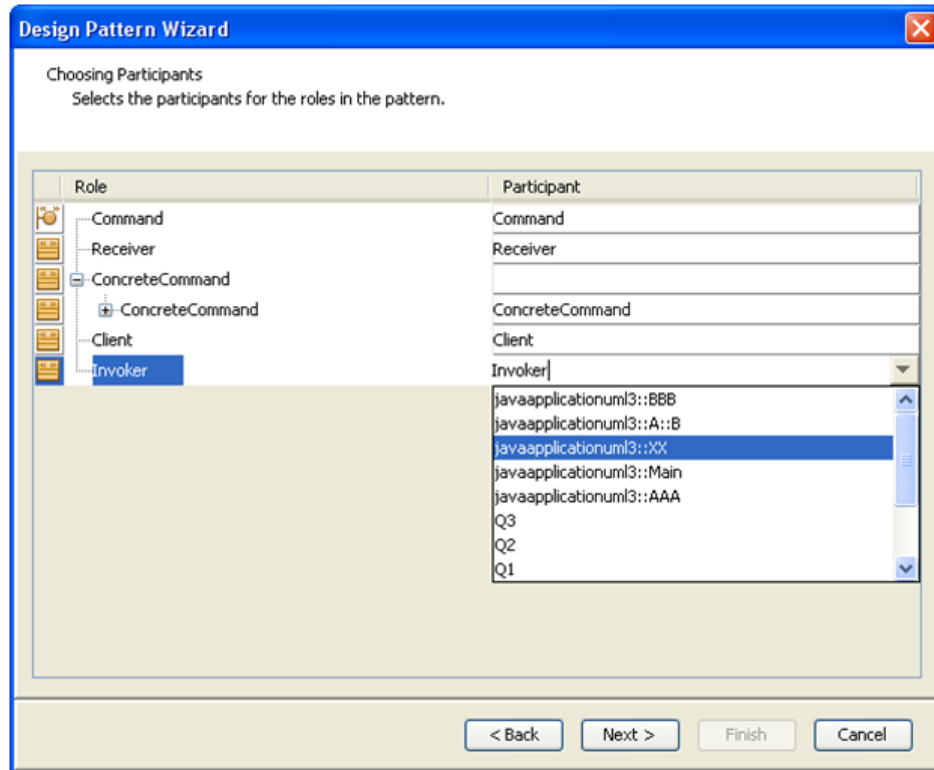 Design Pattern Wizard
Choosing Participants
Selects the participants for the roles in the pattern.
Role Participant
Command Command
Receiver Receiver
ConcreteCommand
ConcreteCommand ConcreteCommand
Client Client
Invoker Invoker
javaapplicationuml3::BBB
javaapplicationuml3::A::B
javaapplicationuml3::XX
javaapplicationuml3::Main
javaapplicationuml3::AAA
Q3
Q2
Q1
< Back Next > Finish Cancel